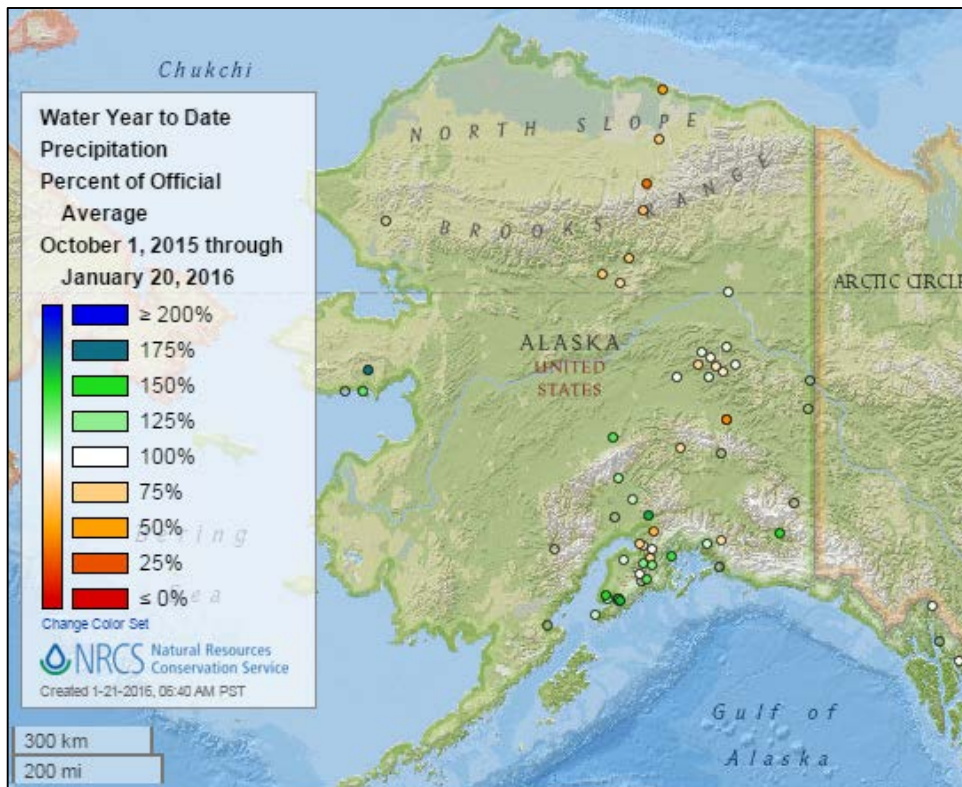 Chukchi
Water Year to Date
Precipitation
Percent of Official
Average
October 1, 2015 through
January 20, 2016
≥ 200%
175%
150%
125%
100%
75%
50%
25%
≤ 0%
Change Color Set
NRCS Natural Resources
Conservation Service
Created 1-21-2016, 06:40 AM PST
Bering
Sea
300 km
200 mi
NORTH SLOPE
BROOKS RANGE
ARCTIC CIRCLE
ALASKA
UNITED
STATES
Gulf of
Alaska